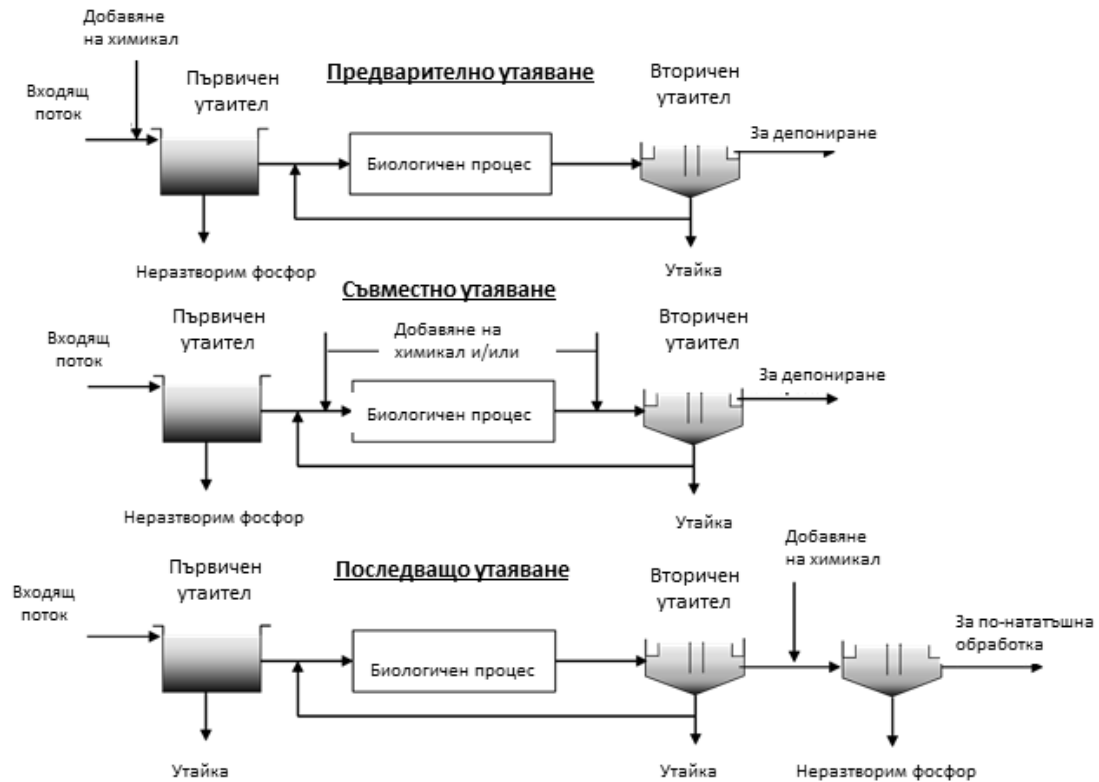 Добавяне
на химикал
Входящ
поток
Първичен
утаител
Предварително утаяване
Вторичен
утаител
За депониране
Биологичен процес
Неразтворим фосфор
Утайка
Съвместно утаяване
Входящ
поток
Първичен
утаител
Добавяне на
химикал и/или
Вторичен
утаител
За депониране
Биологичен процес
Неразтворим фосфор
Утайка
Последващо утаяване
Входящ
поток
Първичен
утаител
Вторичен
утаител
Добавяне
на химикал
За по-нататъшна
обработка
Биологичен процес
Утайка
Утайка
Неразтворим фосфор